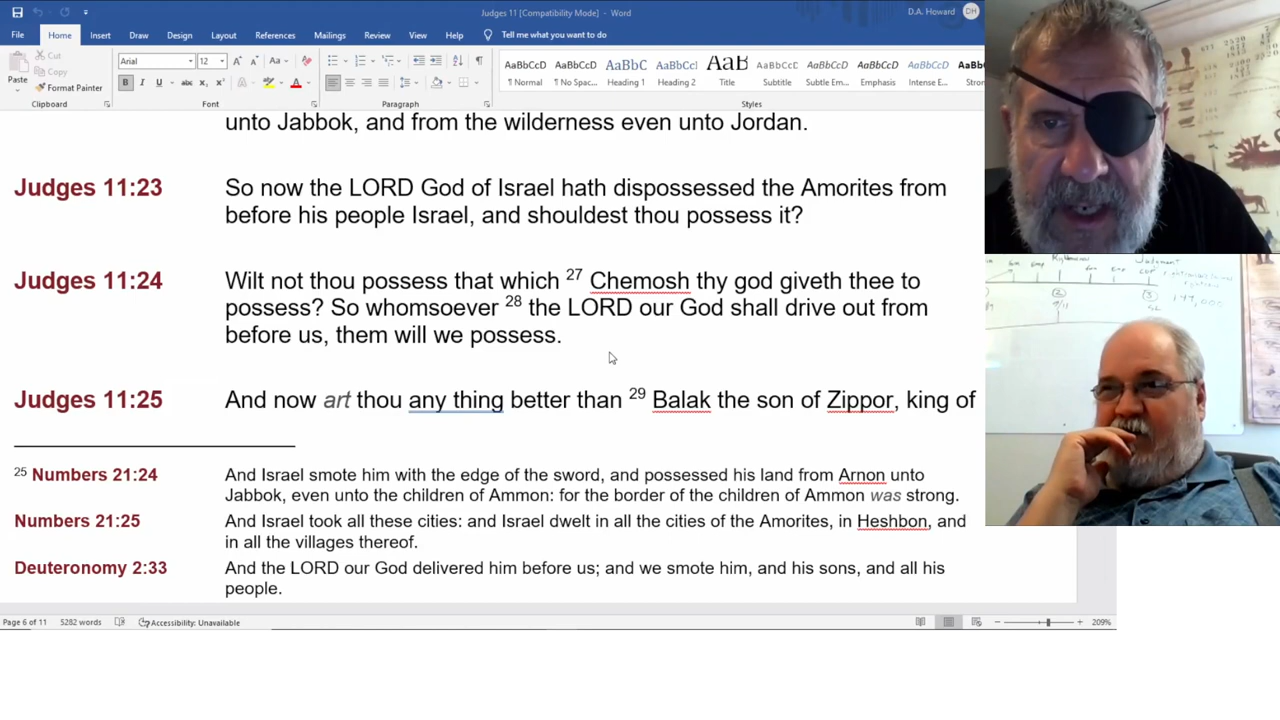 Judges 11 [Compatibility Mode] - Word
D.A. Howard DH
File Home Insert Draw Design Layout References Mailings Review View Help Tell me what you want to do
Paste
Cut
Copy
Format Painter
Arial 12
AaBbCcD AaBbCcD AaBbC AaBbCcC AaB AaBbCcD AaBbCcD AaBbCcD AaBbCcD AaBbC
¶ Normal ¶ No Spac... Heading 1 Heading 2 Title Subtitle Subtle Em... Emphasis Intense E... Stron
Clipboard Font Paragraph Styles
unto Jabbok, and from the wilderness even unto Jordan.
Judges 11:23 So now the LORD God of Israel hath dispossessed the Amorites from
before his people Israel, and shouldest thou possess it?
Judges 11:24 Wilt not thou possess that which 27 Chemosh thy god giveth thee to
possess? So whomsoever 28 the LORD our God shall drive out from
before us, them will we possess.
Judges 11:25 And now art thou any thing better than 29 Balak the son of Zippor, king of
25 Numbers 21:24 And Israel smote him with the edge of the sword, and possessed his land from Arnon unto
Jabbok, even unto the children of Ammon: for the border of the children of Ammon was strong.
Numbers 21:25 And Israel took all these cities: and Israel dwelt in all the cities of the Amorites, in Heshbon, and
in all the villages thereof.
Deuteronomy 2:33 And the LORD our God delivered him before us; and we smote him, and his sons, and all his
people.
Page 6 of 11 5282 words Accessibility: Unavailable 209%
Judgment
144,000